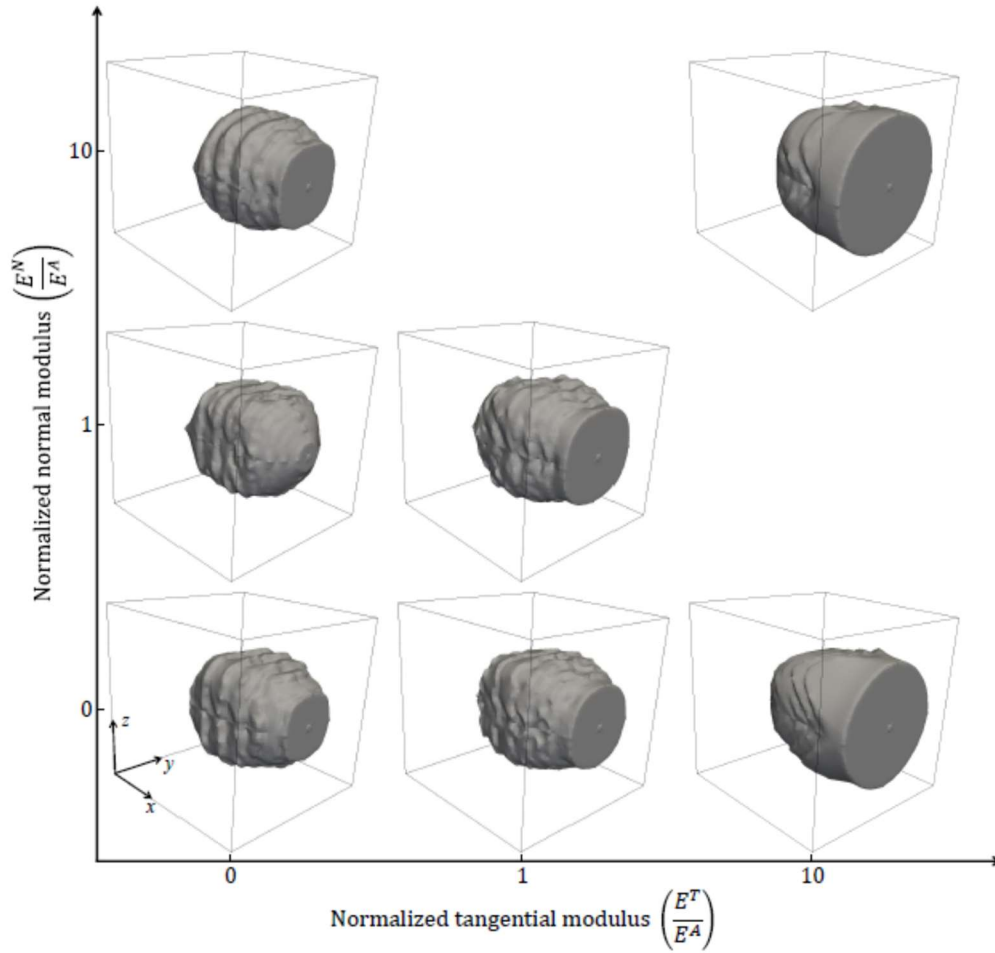 10
Normalized normal modulus (E^N/E^A)
1
0
z
y
x
0 1 10
Normalized tangential modulus (E^T/E^A)